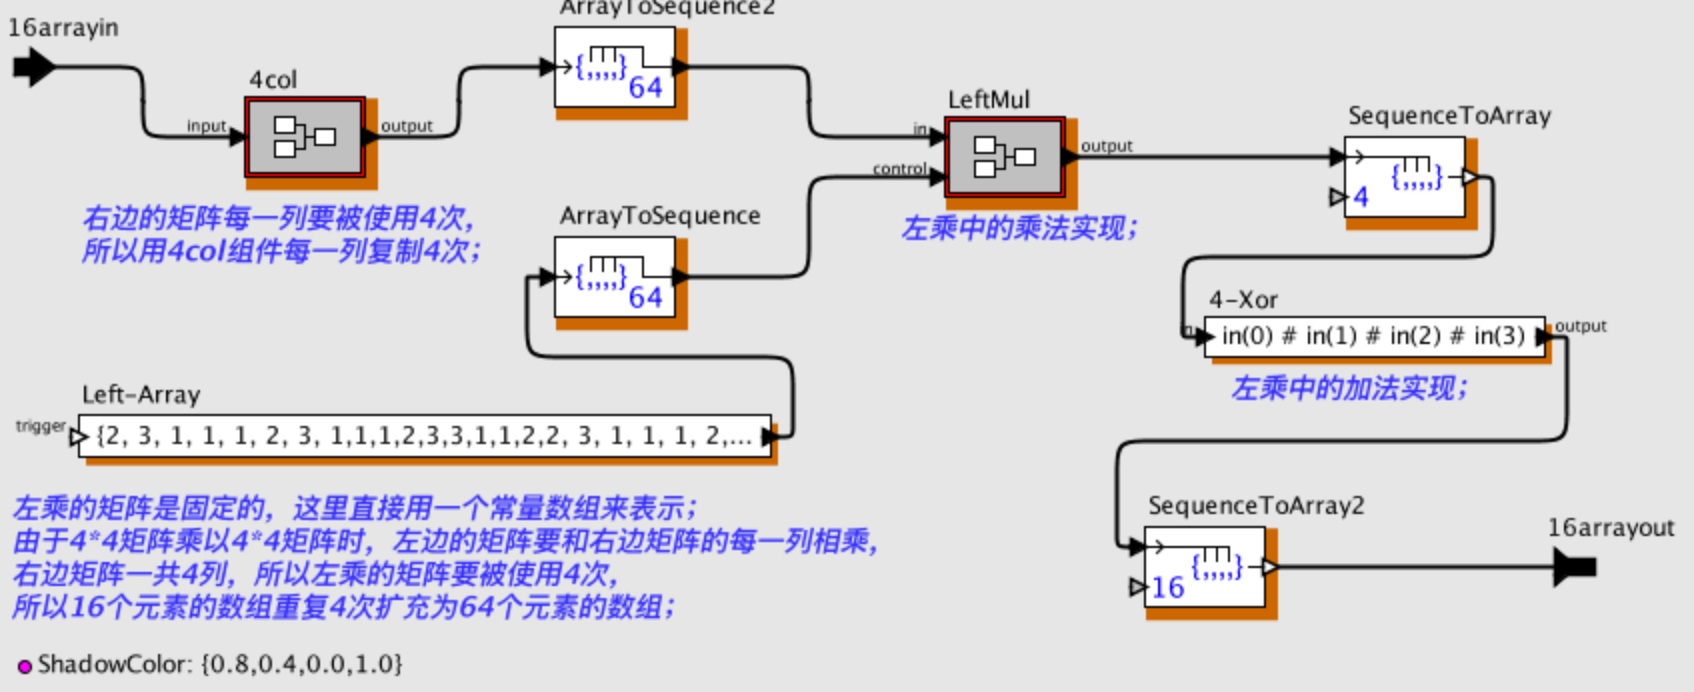 16arrayin
ArrayToSequence2
{,,,,}
64
4col
input
output
右边的矩阵每一列要被使用4次,
所以用4col组件每一列复制4次；
LeftMul
in
control
output
左乘中的乘法实现；
SequenceToArray
{,,,,}
4
ArrayToSequence
{,,,,}
64
4-Xor
in(0) # in(1) # in(2) # in(3)
output
左乘中的加法实现；
Left-Array
trigger
{2, 3, 1, 1, 1, 2, 3, 1,1,1,2,3,3,1,1,2,2, 3, 1, 1, 1, 2,...
左乘的矩阵是固定的，这里直接用一个常量数组来表示；
由于4*4矩阵乘以4*4矩阵时，左边的矩阵要和右边矩阵的每一列相乘，
右边矩阵一共4列，所以左乘的矩阵要被使用4次，
所以16个元素的数组重复4次扩充为64个元素的数组；
SequenceToArray2
{,,,,}
16
16arrayout
ShadowColor: {0.8,0.4,0.0,1.0}